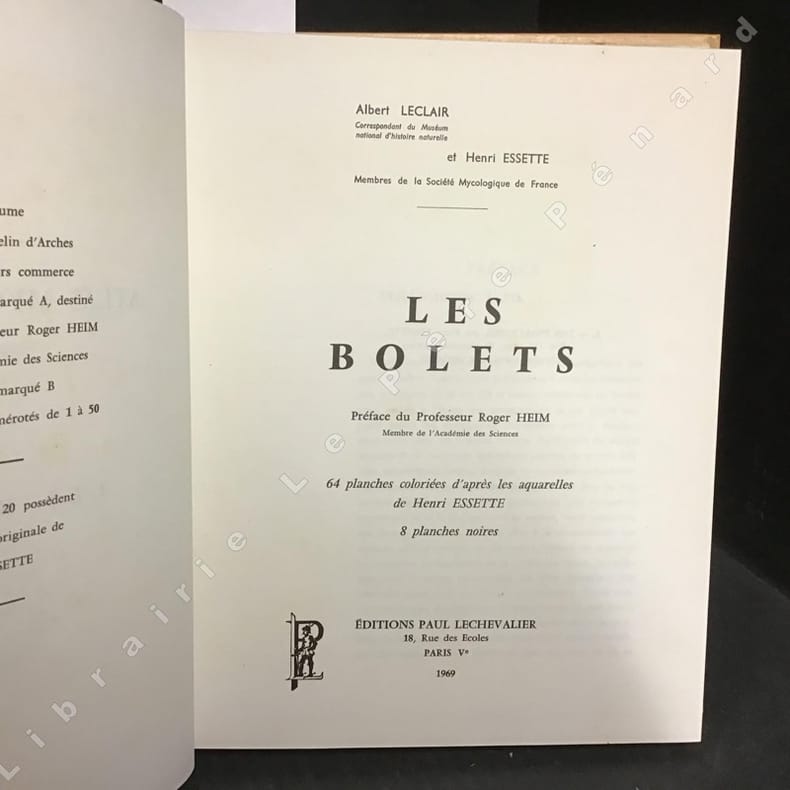 ume
elin d'Arches
rs commerce
arqué A, destiné
eur Roger HEIM
mie des Sciences
marqué B
nérotés de 1 à 50
20 possèdent
originale de
SETTE
Albert LECLAIR
Correspondant du Muséum
national d'histoire naturelle
et Henri ESSETTE
Membres de la Société Mycologique de France
LES
BOLETS
Préface du Professeur Roger HEIM
Membre de l'Académie des Sciences
64 planches coloriées d'après les aquarelles
de Henri ESSETTE
8 planches noires
ÉDITIONS PAUL LECHEVALIER
18, Rue des Ecoles
PARIS Vᵉ
1969
Librairie Le Père Pénard